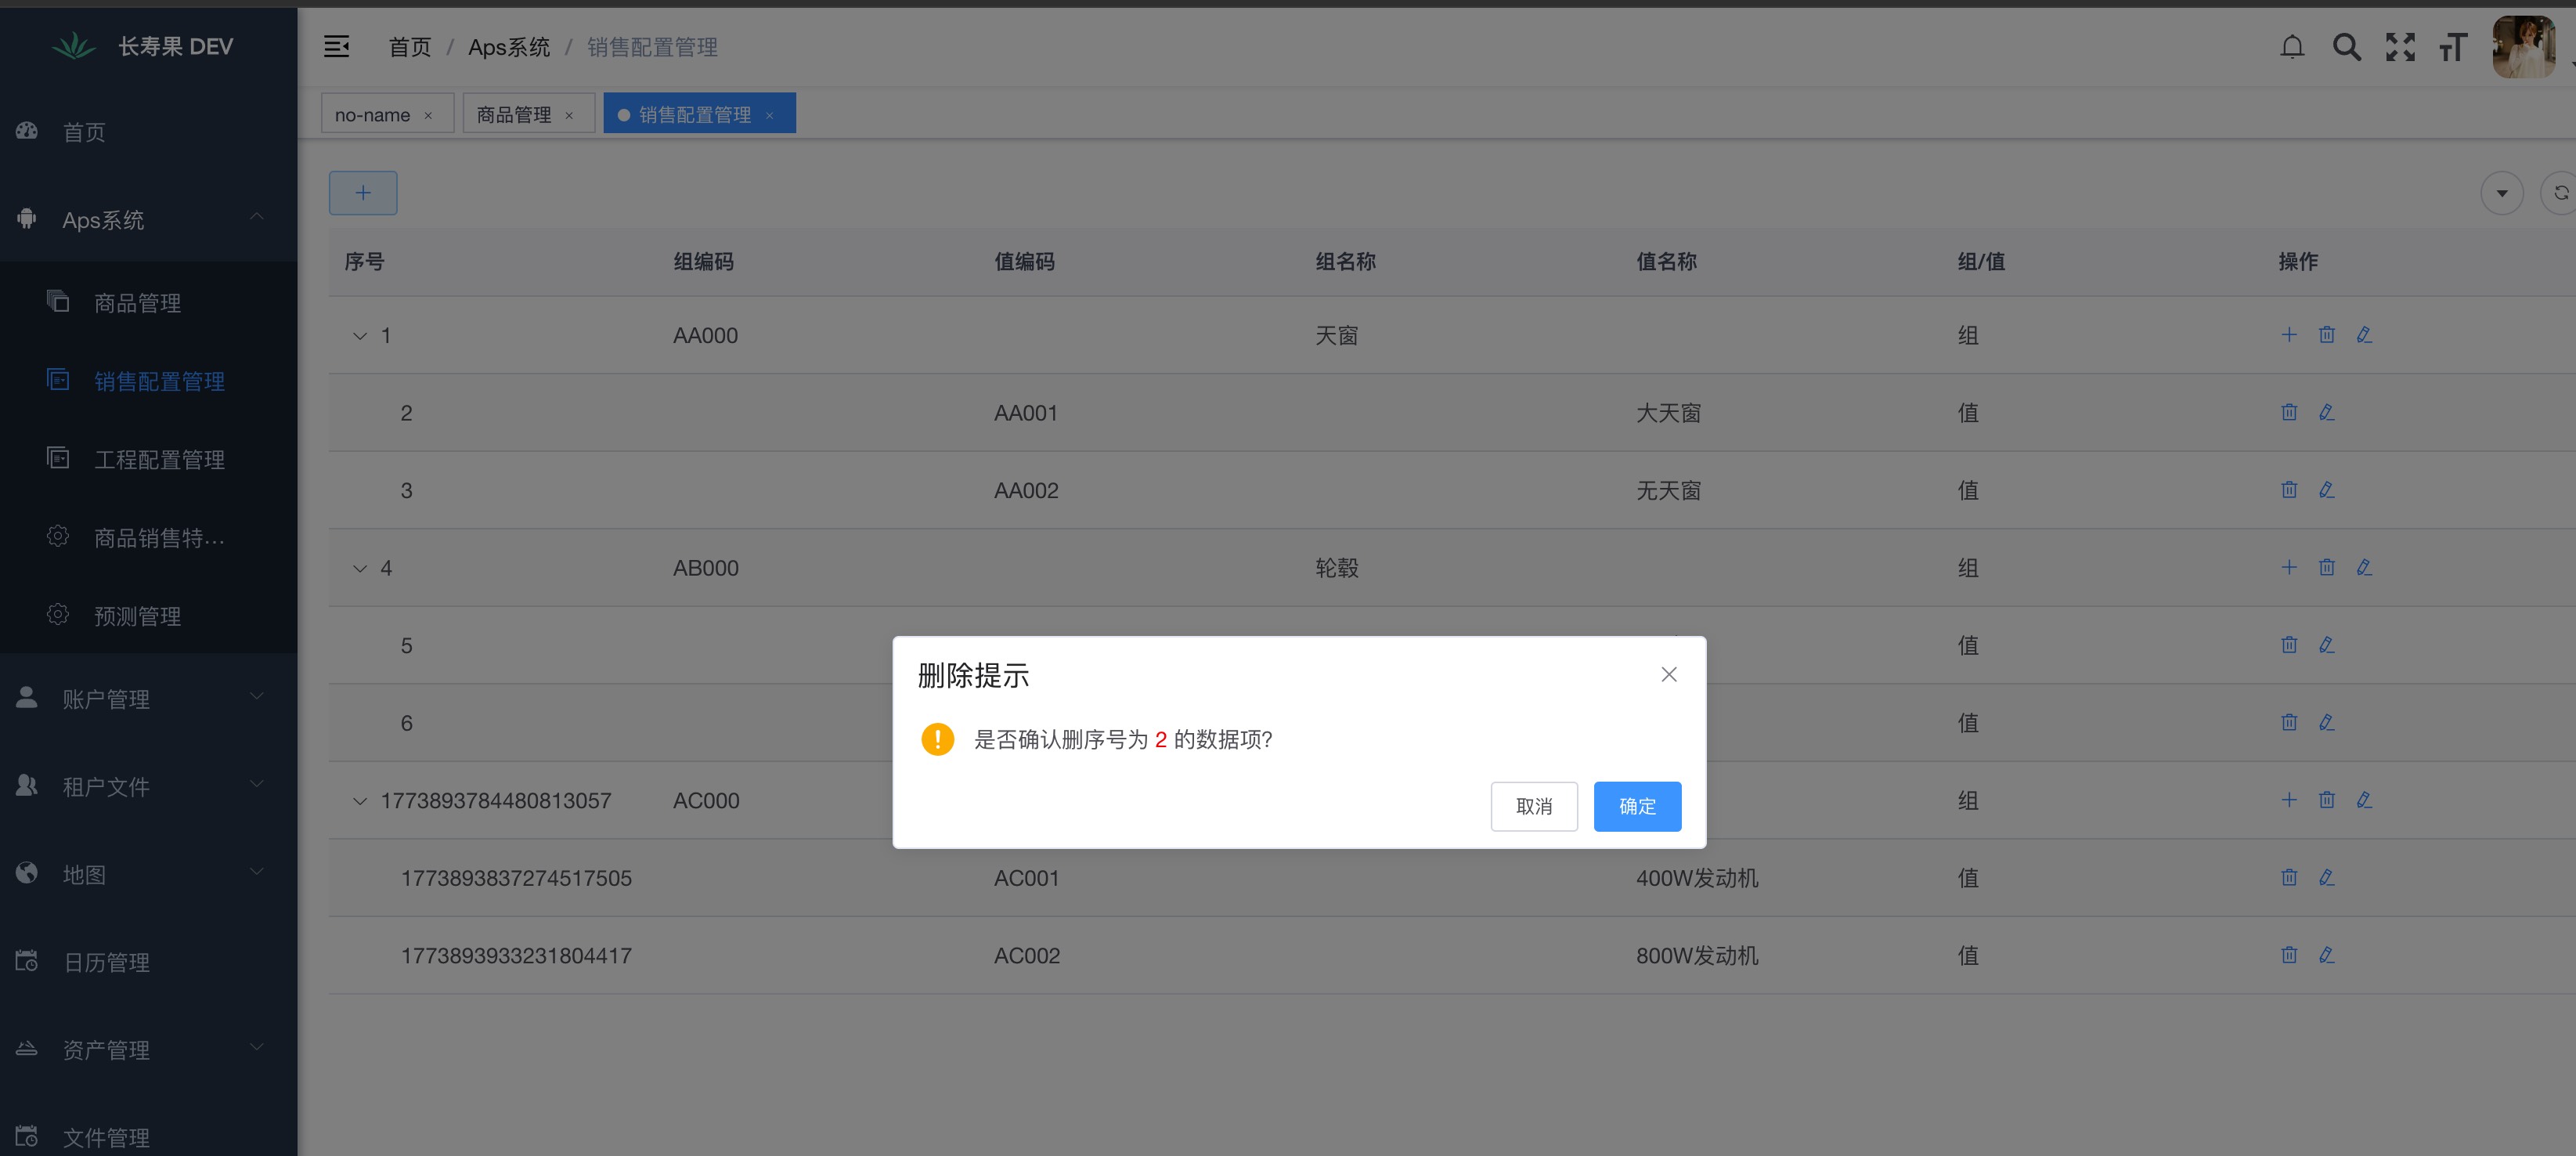 长寿果 DEV
首页 / Aps系统 / 销售配置管理
no-name ×
商品管理 ×
销售配置管理 ×
首页
Aps系统
商品管理
销售配置管理
工程配置管理
商品销售特...
预测管理
账户管理
租户文件
地图
日历管理
资产管理
文件管理
序号 组编码 值编码 组名称 值名称 组/值 操作
1 AA000 天窗 组
2 AA001 大天窗 值
3 AA002 无天窗 值
4 AB000 轮毂 组
5 值
6 值
1773893784480813057 AC000 组
1773893837274517505 AC001 400W发动机 值
1773893933231804417 AC002 800W发动机 值
删除提示
是否确认删序号为 2 的数据项?
取消
确定